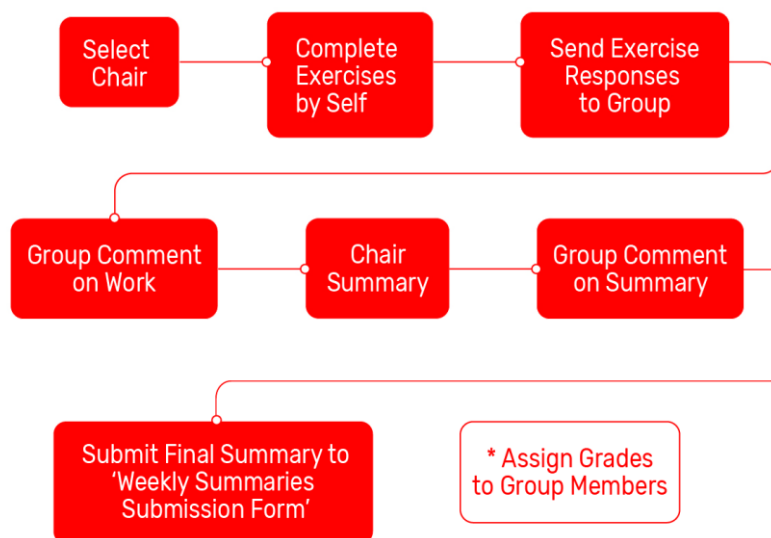 Select
Chair
Complete
Exercises
by Self
Send Exercise
Responses
to Group
Group Comment
on Work
Chair
Summary
Group Comment
on Summary
Submit Final Summary to
‘Weekly Summaries
Submission Form’
* Assign Grades
to Group Members